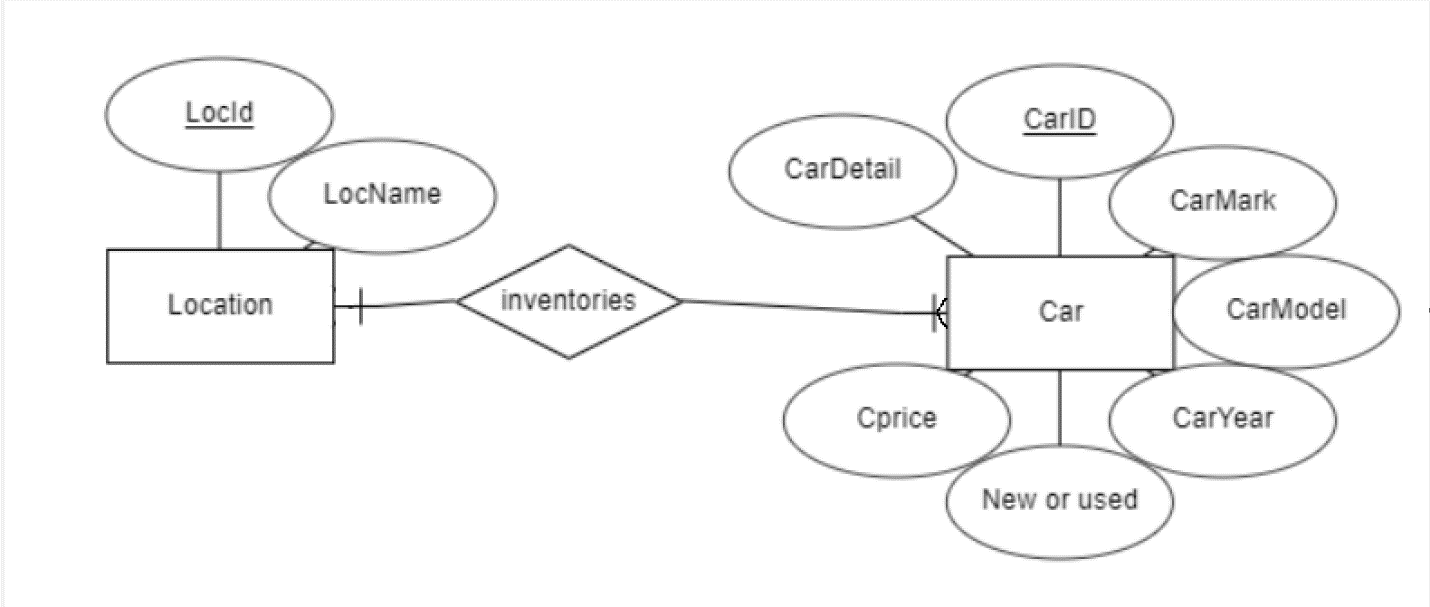 LocId
LocName
Location
inventories
CarDetail
CarID
CarMark
Car
CarModel
Cprice
CarYear
New or used